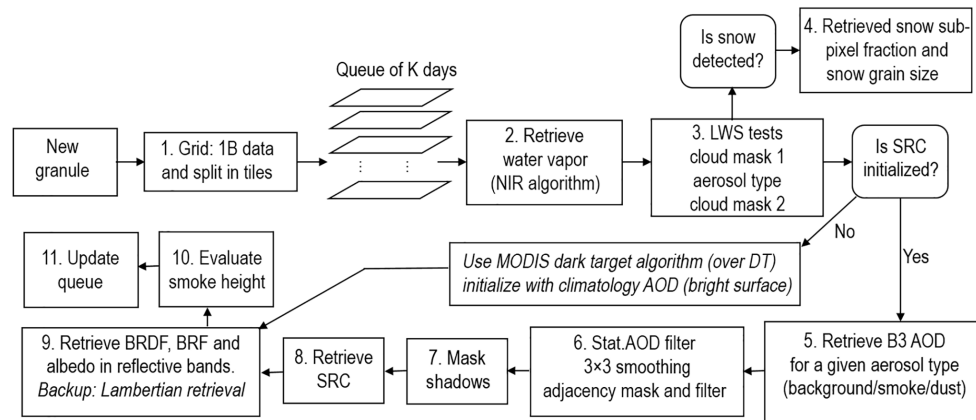 New
granule
1. Grid: 1B data
and split in tiles
Queue of K days
2. Retrieve
water vapor
(NIR algorithm)
3. LWS tests
cloud mask 1
aerosol type
cloud mask 2
Is snow
detected?
4. Retrieved snow sub-
pixel fraction and
snow grain size
Is SRC
initialized?
No
Yes
Use MODIS dark target algorithm (over DT)
initialize with climatology AOD (bright surface)
5. Retrieve B3 AOD
for a given aerosol type
(background/smoke/dust)
6. Stat.AOD filter
3×3 smoothing
adjacency mask and filter
7. Mask
shadows
8. Retrieve
SRC
9. Retrieve BRDF, BRF and
albedo in reflective bands.
Backup: Lambertian retrieval
10. Evaluate
smoke height
11. Update
queue